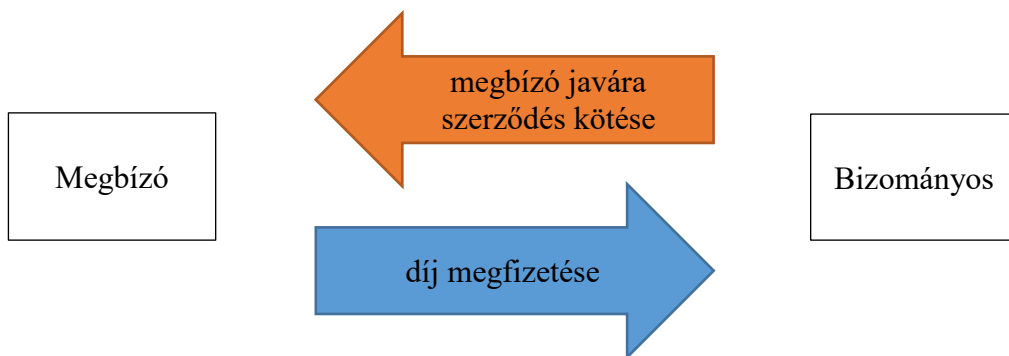 megbízó javára
szerződés kötése
Megbízó
Bizományos
díj megfizetése